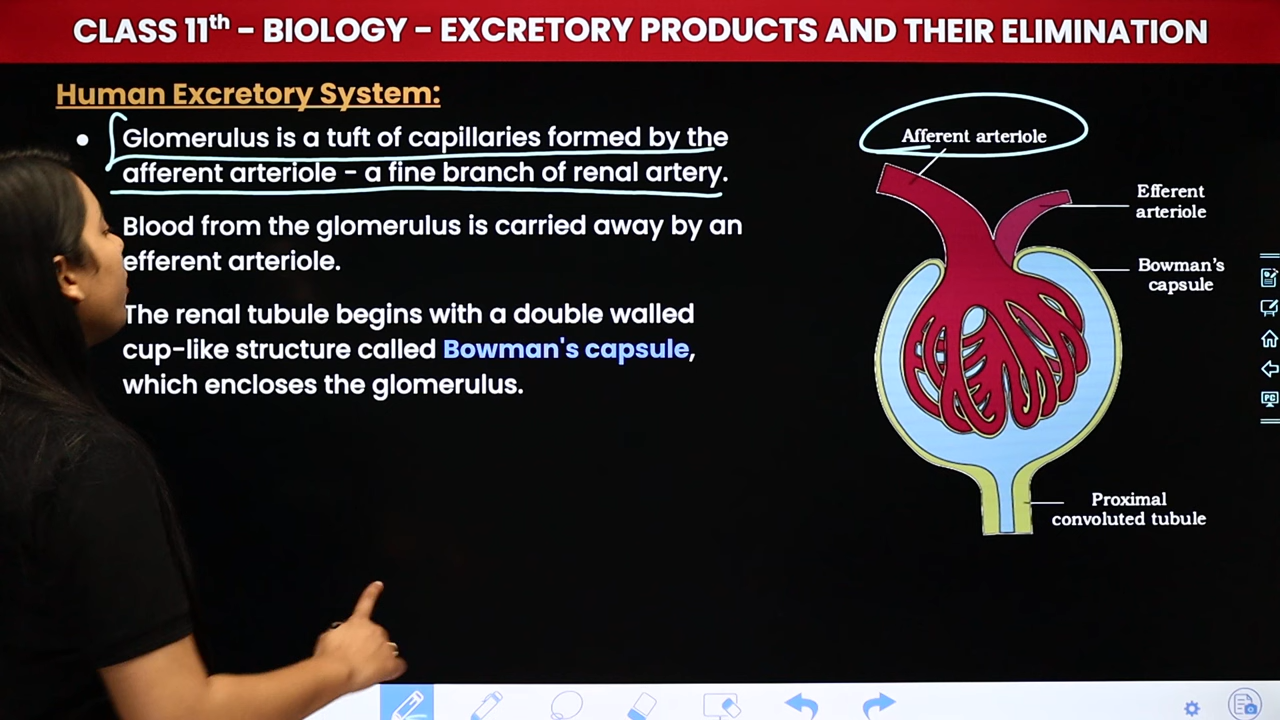 CLASS 11th - BIOLOGY - EXCRETORY PRODUCTS AND THEIR ELIMINATION
Human Excretory System:
• Glomerulus is a tuft of capillaries formed by the
afferent arteriole - a fine branch of renal artery.
Blood from the glomerulus is carried away by an
efferent arteriole.
The renal tubule begins with a double walled
cup-like structure called Bowman's capsule,
which encloses the glomerulus.
Afferent arteriole
Efferent
arteriole
Bowman's
capsule
Proximal
convoluted tubule
PC